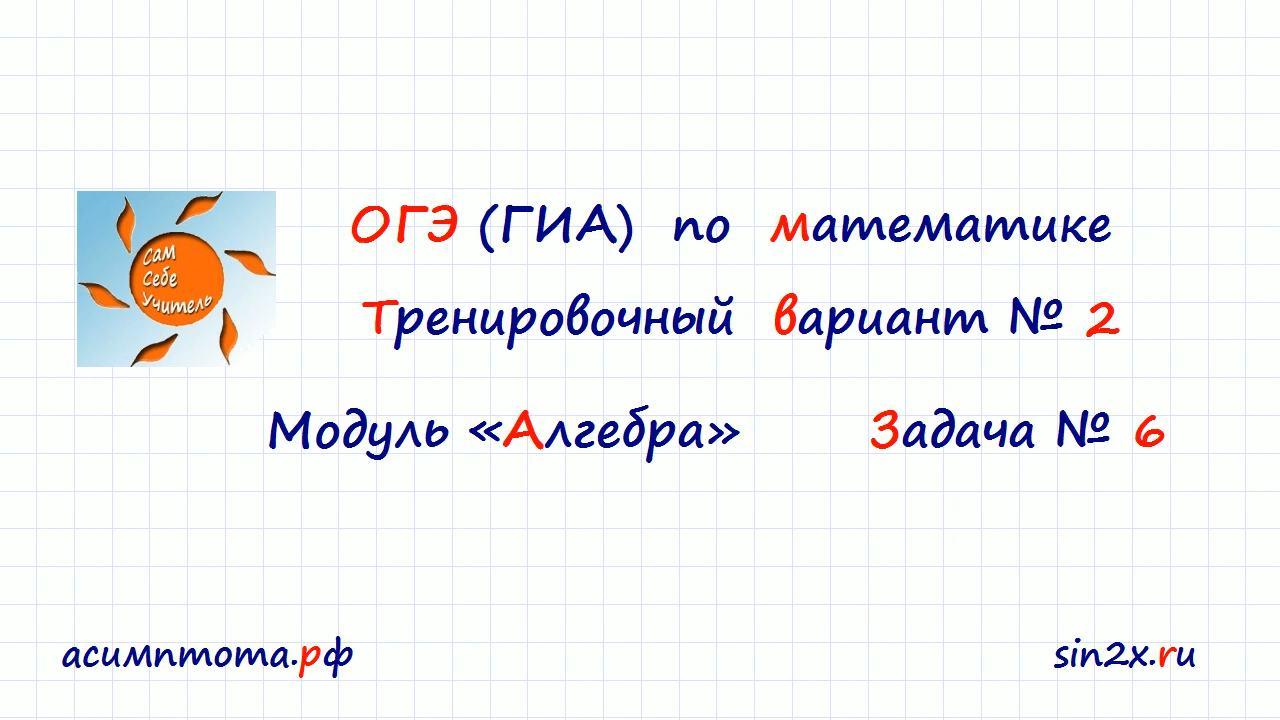 ОГЭ (ГИА) по математике
Сам
Себе
Учитель
Тренировочный вариант № 2
Модуль «Алгебра» Задача № 6
асимптота.рф sin2x.ru